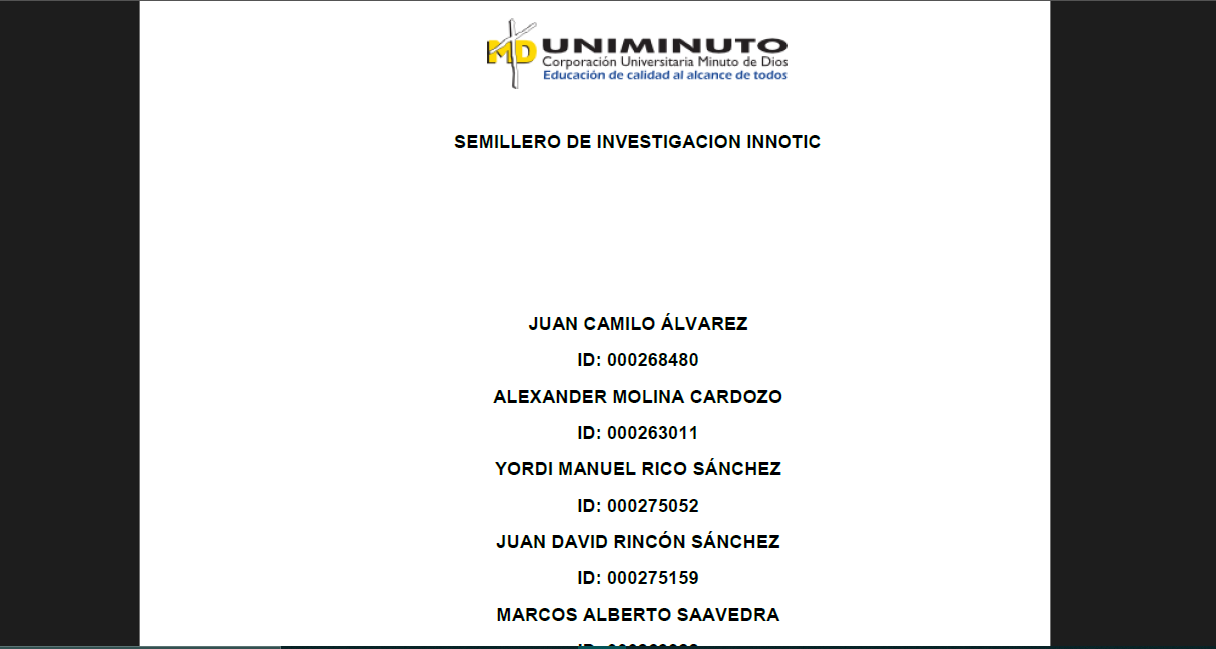 MD UNIMINUTO
Corporación Universitaria Minuto de Dios
Educación de calidad al alcance de todos
SEMILLERO DE INVESTIGACION INNOTIC
JUAN CAMILO ÁLVAREZ
ID: 000268480
ALEXANDER MOLINA CARDOZO
ID: 000263011
YORDI MANUEL RICO SÁNCHEZ
ID: 000275052
JUAN DAVID RINCÓN SÁNCHEZ
ID: 000275159
MARCOS ALBERTO SAAVEDRA
ID: